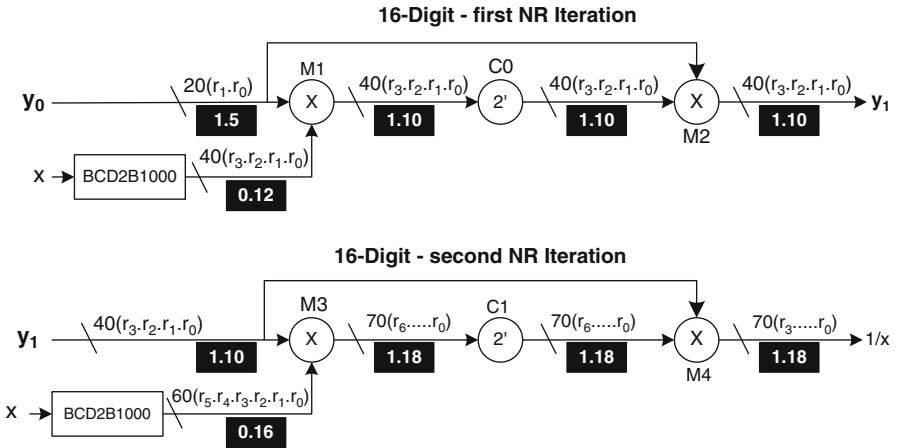 16-Digit - first NR Iteration
M1
C0
20(r₁.r₀)
40(r₃.r₂.r₁.r₀)
40(r₃.r₂.r₁.r₀)
40(r₃.r₂.r₁.r₀)
y₀
X
2'
X
y₁
1.5
1.10
1.10
1.10
M2
40(r₃.r₂.r₁.r₀)
x
BCD2B1000
0.12
16-Digit - second NR Iteration
M3
C1
40(r₃.r₂.r₁.r₀)
70(r₆.....r₀)
70(r₆.....r₀)
70(r₃.....r₀)
y₁
X
2'
X
1/x
1.10
1.18
1.18
1.18
M4
60(r₅.r₄.r₃.r₂.r₁.r₀)
x
BCD2B1000
0.16